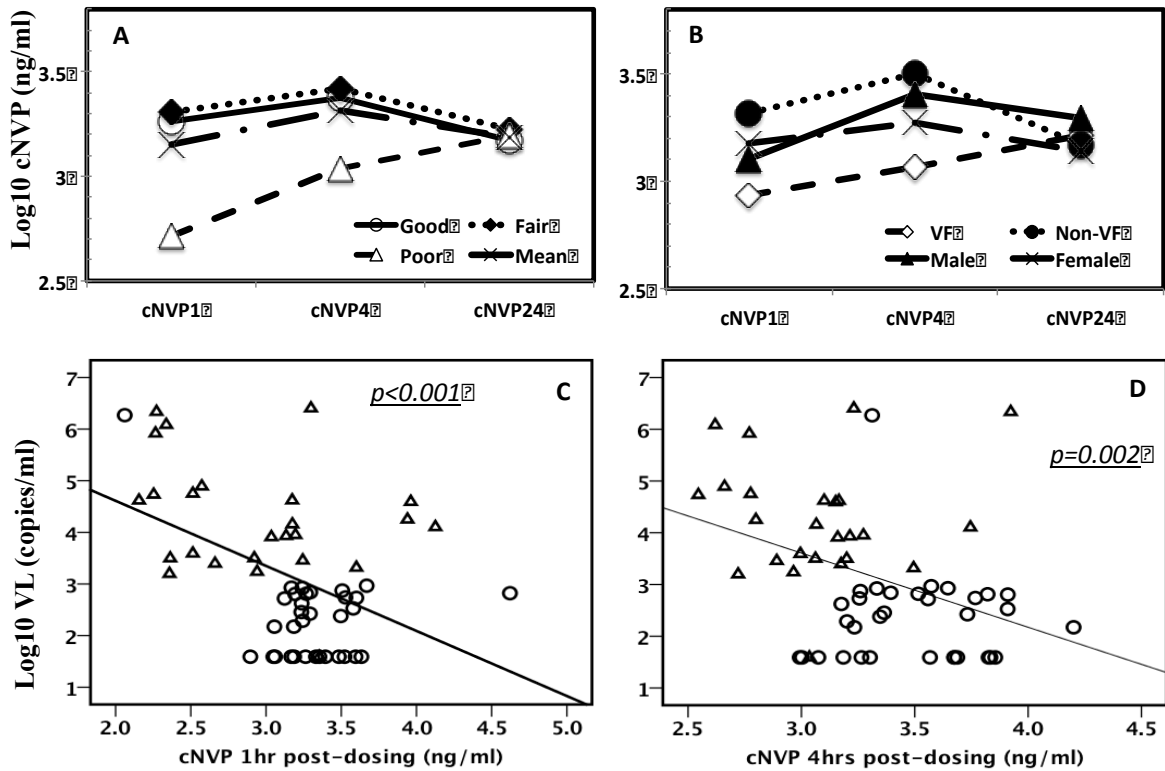 A
B
Log10 cNVP (ng/ml)
3.5
3
2.5
Good Fair
Poor Mean
cNVP1 cNVP4 cNVP24
3.5
3
2.5
VF Non-VF
Male Female
cNVP1 cNVP4 cNVP24
Log10 VL (copies/ml)
C
p<0.001
7
6
5
4
3
2
1
2.0 2.5 3.0 3.5 4.0 4.5 5.0
cNVP 1hr post-dosing (ng/ml)
D
p=0.002
7
6
5
4
3
2
1
2.5 3.0 3.5 4.0 4.5
cNVP 4hrs post-dosing (ng/ml)